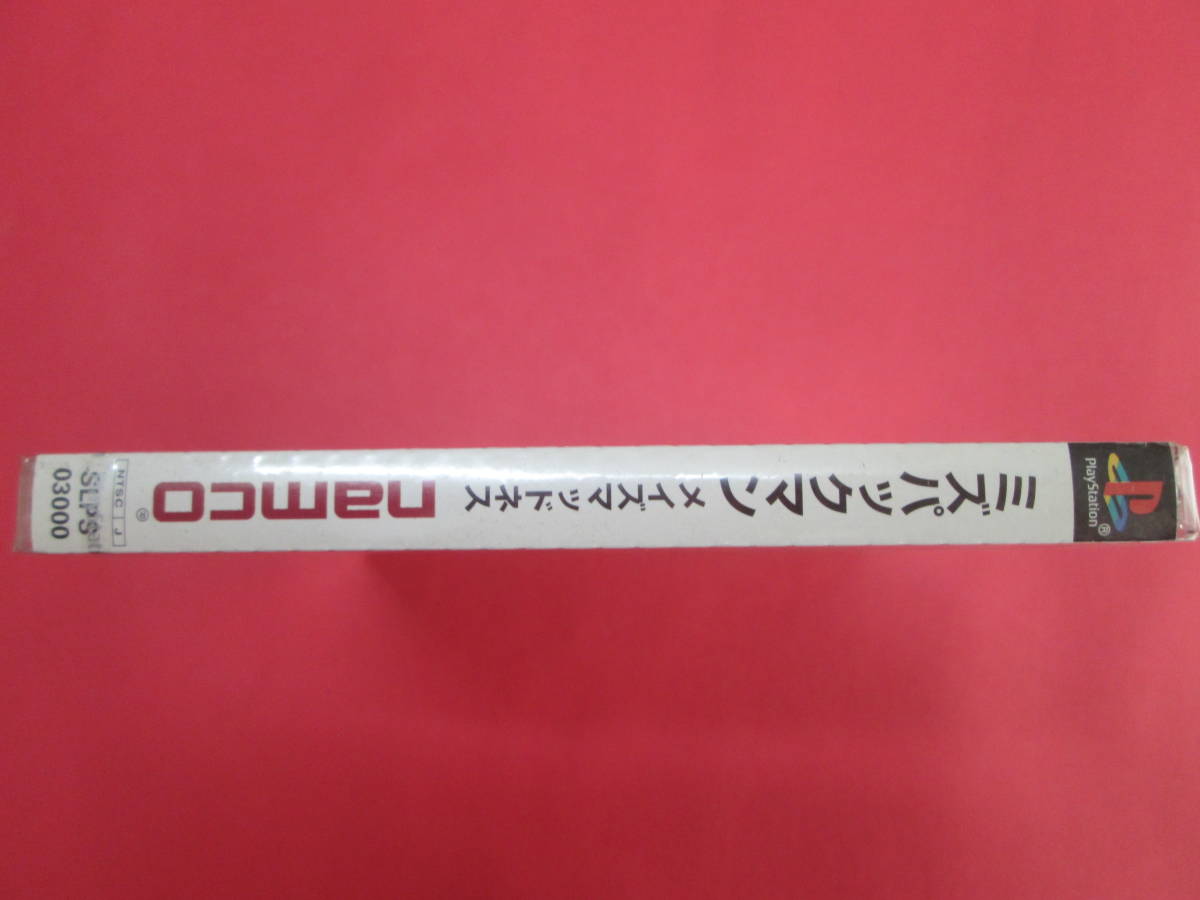 PlayStation®
ミズパックマン メイズマッドネス
namco®
NTSC J
SLPS
03000